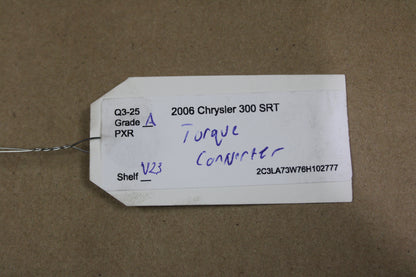 Q3-25 2006 Chrysler 300 SRT
Grade A
PXR Torque
Converter
Shelf V23 2C3LA73W76H102777